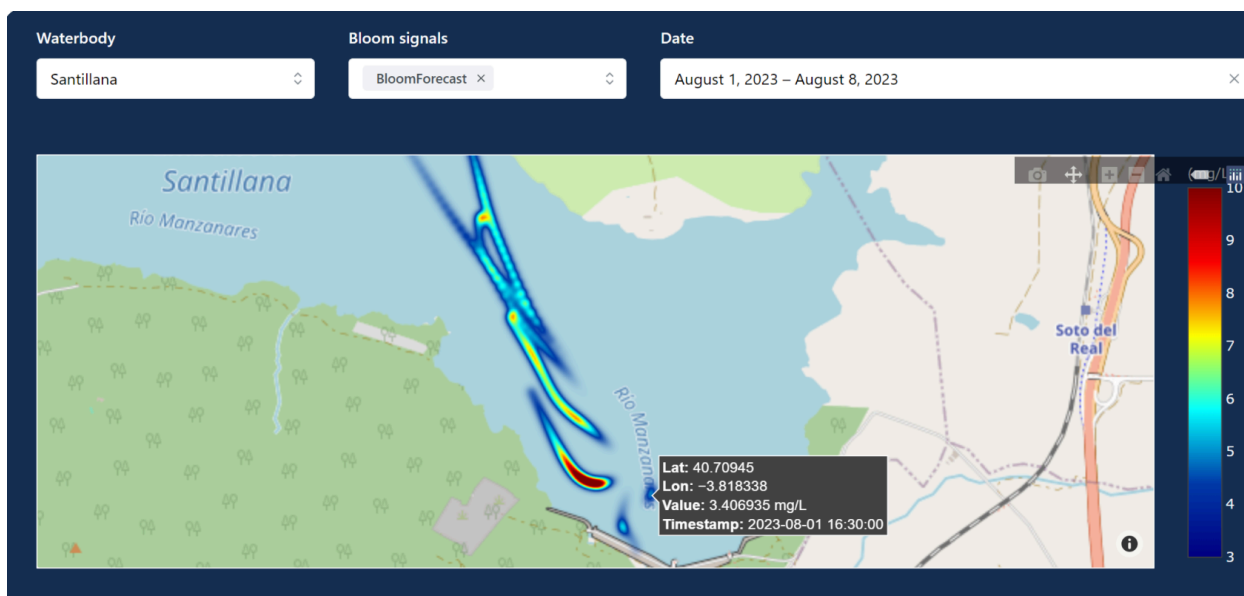 Waterbody
Bloom signals
Date
Santillana
BloomForecast ×
August 1, 2023 – August 8, 2023
Santillana
Río Manzanares
10
9
8
7
6
5
4
3
Soto del
Real
Río Manzanares
Lat: 40.70945
Lon: −3.818338
Value: 3.406935 mg/L
Timestamp: 2023-08-01 16:30:00